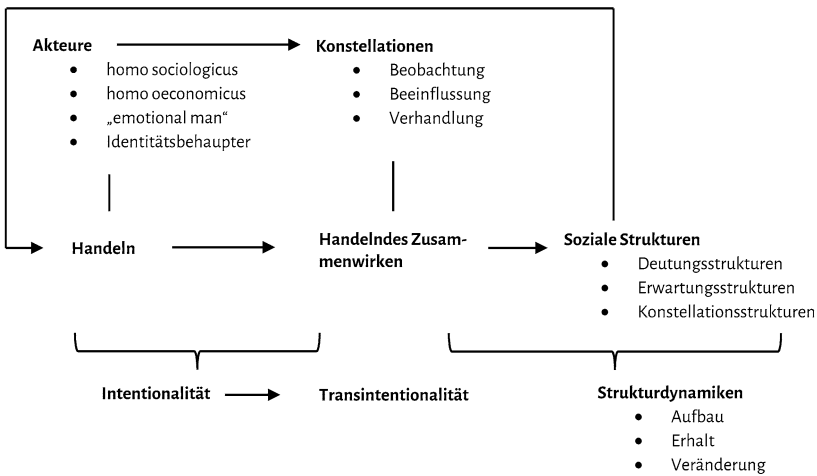 Akteure
• homo sociologicus
• homo oeconomicus
• „emotional man“
• Identitätsbehaupter
Konstellationen
• Beobachtung
• Beeinflussung
• Verhandlung
Handeln
Handelndes Zusam-
menwirken
Soziale Strukturen
• Deutungsstrukturen
• Erwartungsstrukturen
• Konstellationsstrukturen
Intentionalität
Transintentionalität
Strukturdynamiken
• Aufbau
• Erhalt
• Veränderung